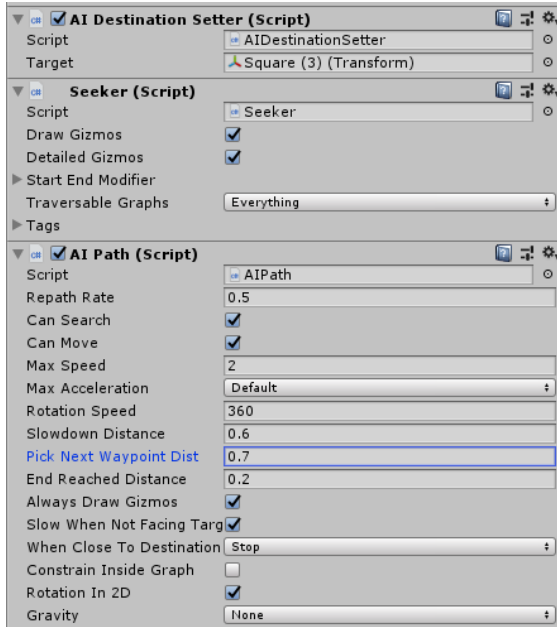 AI Destination Setter (Script)
Script AIDestinationSetter
Target Square (3) (Transform)
Seeker (Script)
Script Seeker
Draw Gizmos
Detailed Gizmos
Start End Modifier
Traversable Graphs Everything
Tags
AI Path (Script)
Script AIPath
Repath Rate 0.5
Can Search
Can Move
Max Speed 2
Max Acceleration Default
Rotation Speed 360
Slowdown Distance 0.6
Pick Next Waypoint Dist 0.7
End Reached Distance 0.2
Always Draw Gizmos
Slow When Not Facing Targ
When Close To Destination Stop
Constrain Inside Graph
Rotation In 2D
Gravity None